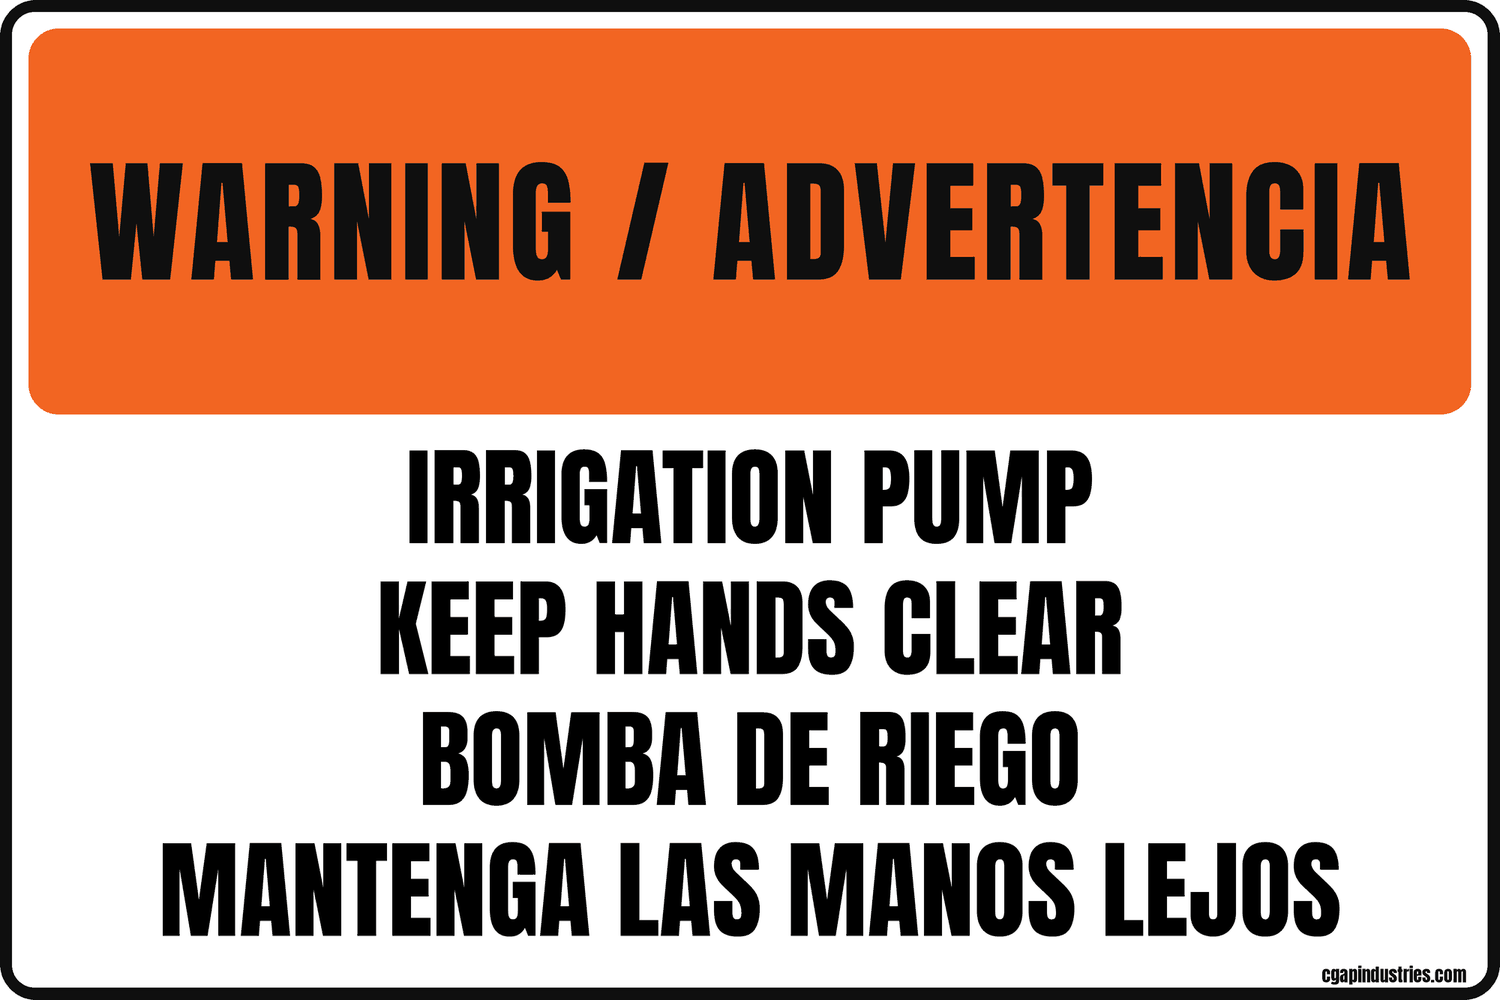 WARNING / ADVERTENCIA
IRRIGATION PUMP
KEEP HANDS CLEAR
BOMBA DE RIEGO
MANTENGA LAS MANOS LEJOS
cgapindustries.com